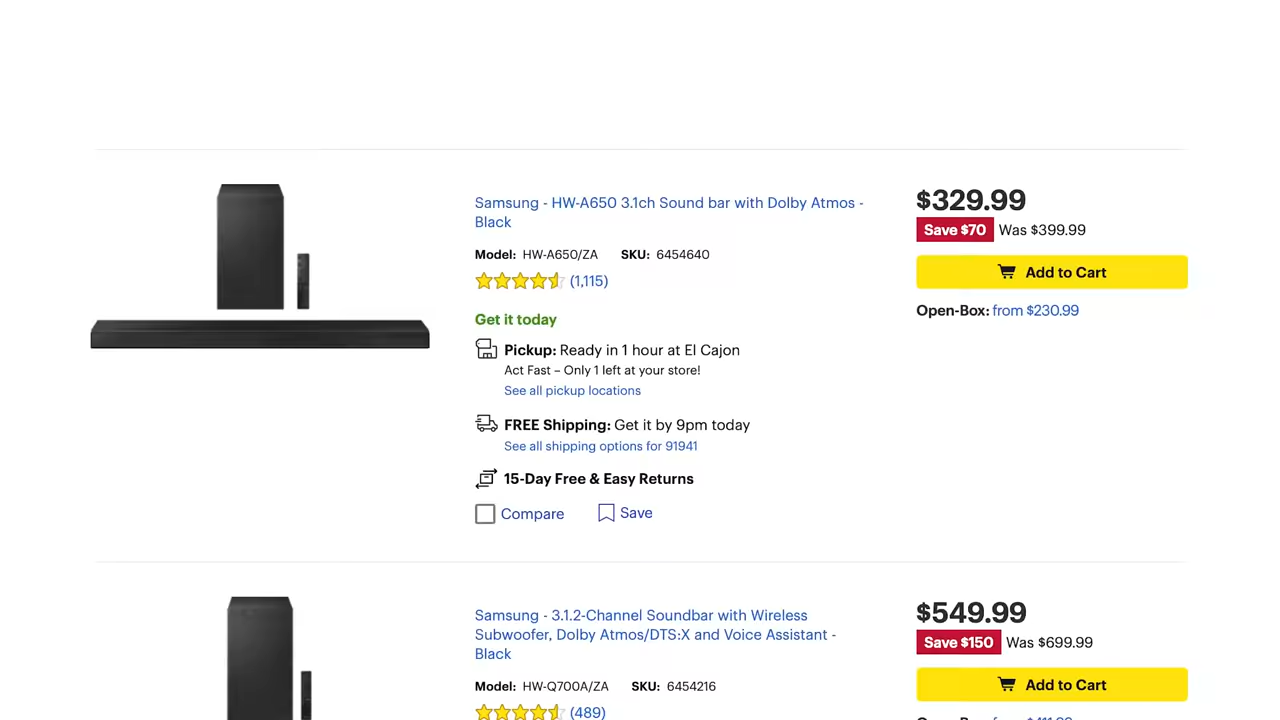 Samsung - HW-A650 3.1ch Sound bar with Dolby Atmos -
Black
Model: HW-A650/ZA SKU: 6454640
(1,115)
Get it today
Pickup: Ready in 1 hour at El Cajon
Act Fast – Only 1 left at your store!
See all pickup locations
FREE Shipping: Get it by 9pm today
See all shipping options for 91941
15-Day Free & Easy Returns
Compare Save
$329.99
Save $70 Was $399.99
Add to Cart
Open-Box: from $230.99
Samsung - 3.1.2-Channel Soundbar with Wireless
Subwoofer, Dolby Atmos/DTS:X and Voice Assistant -
Black
Model: HW-Q700A/ZA SKU: 6454216
(489)
$549.99
Save $150 Was $699.99
Add to Cart